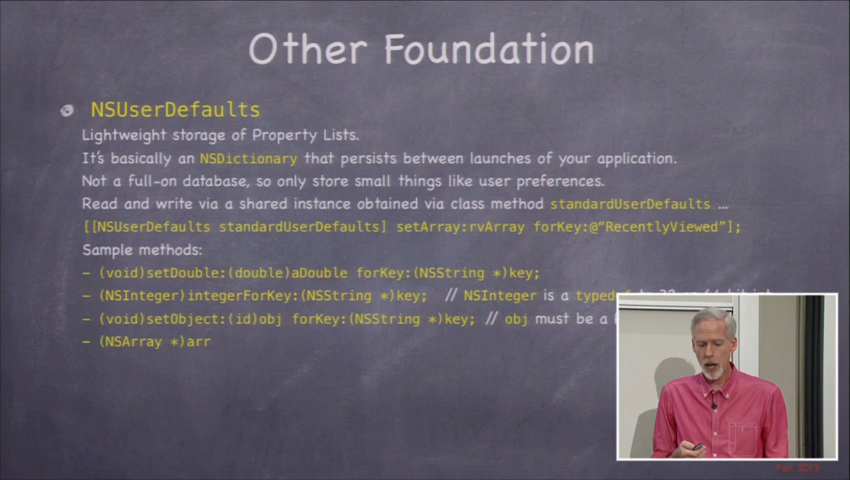 Other Foundation
NSUserDefaults
Lightweight storage of Property Lists.
It's basically an NSDictionary that persists between launches of your application.
Not a full-on database, so only store small things like user preferences.
Read and write via a shared instance obtained via class method standardUserDefaults ...
[[NSUserDefaults standardUserDefaults] setArray:rvArray forKey:@“RecentlyViewed”];
Sample methods:
- (void)setDouble:(double)aDouble forKey:(NSString *)key;
- (NSInteger)integerForKey:(NSString *)key; // NSInteger is a
- (void)setObject:(id)obj forKey:(NSString *)key; // obj must be a
- (NSArray *)arr
Fall 2013